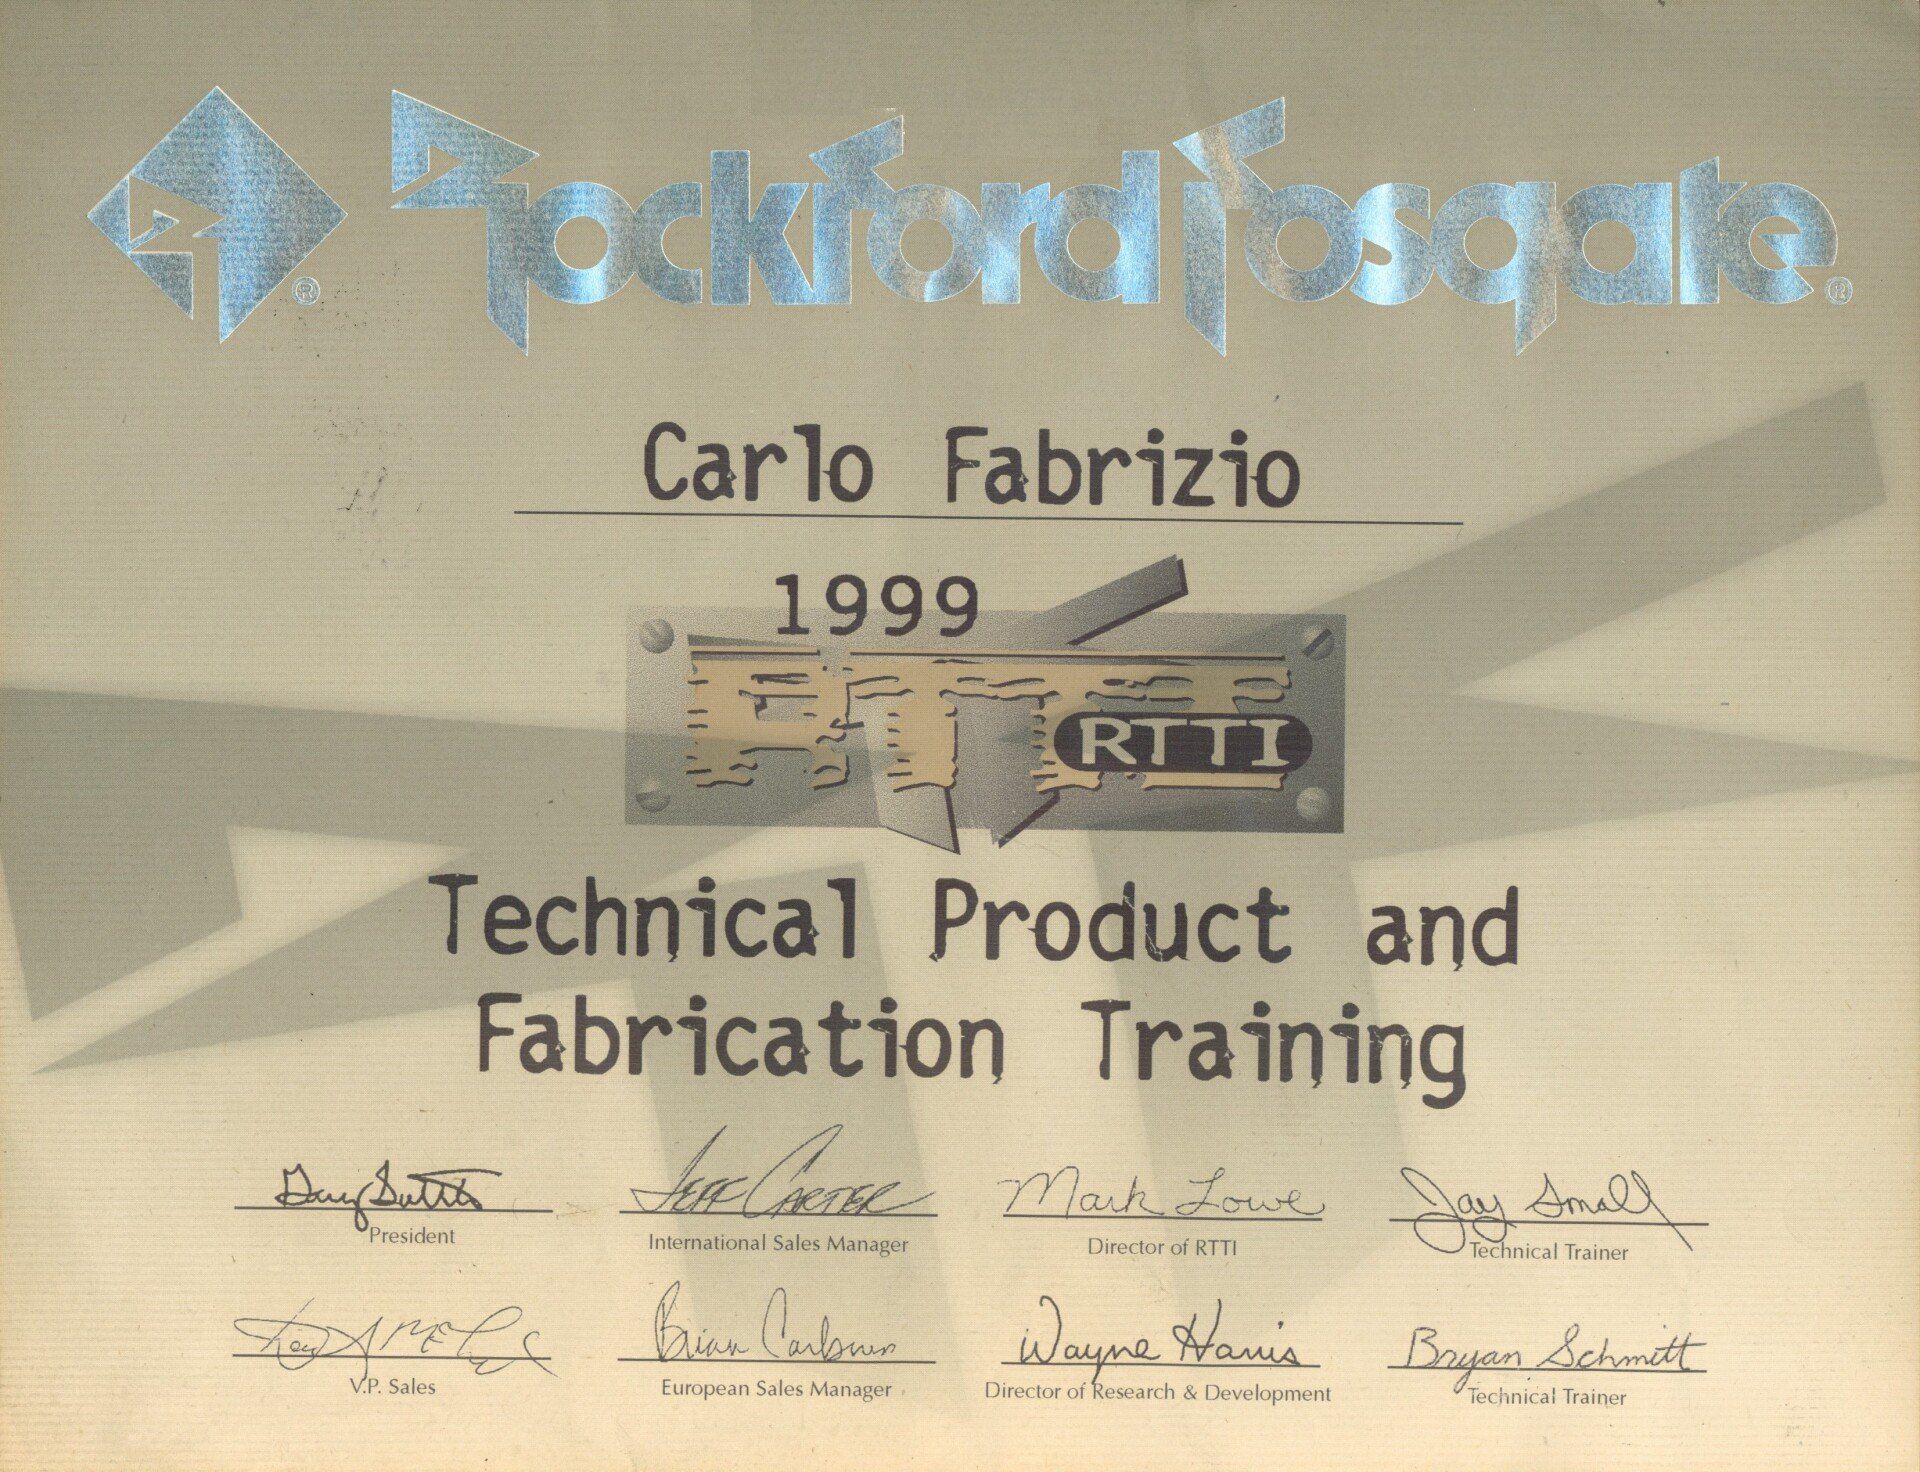 Rockford Fosgate®
®
Carlo Fabrizio
1999
RTTI
RTTI
Technical Product and
Fabrication Training
Jeff Carter Mark Lowe Jay Small
President International Sales Manager Director of RTTI Technical Trainer
Brian Wayne Harris Bryan Schmitt
V.P. Sales European Sales Manager Director of Research & Development Technical Trainer